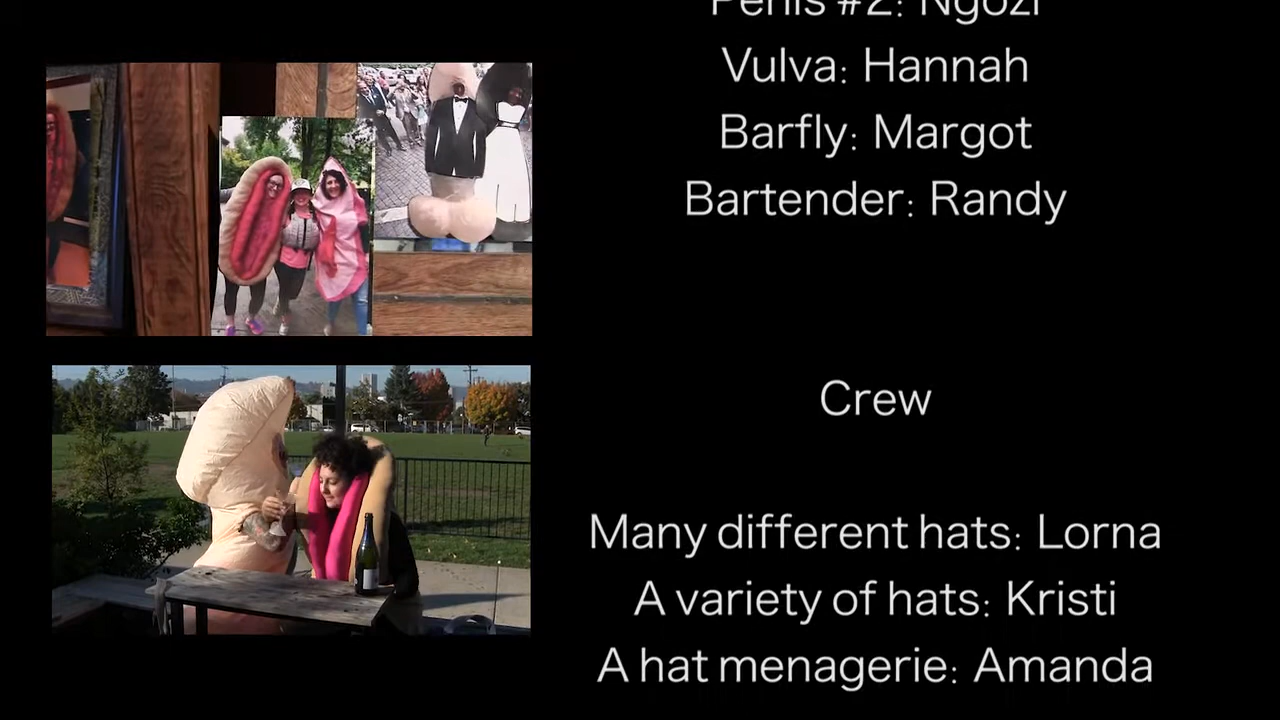 Penis #2: Ngozi
Vulva: Hannah
Barfly: Margot
Bartender: Randy
Crew
Many different hats: Lorna
A variety of hats: Kristi
A hat menagerie: Amanda